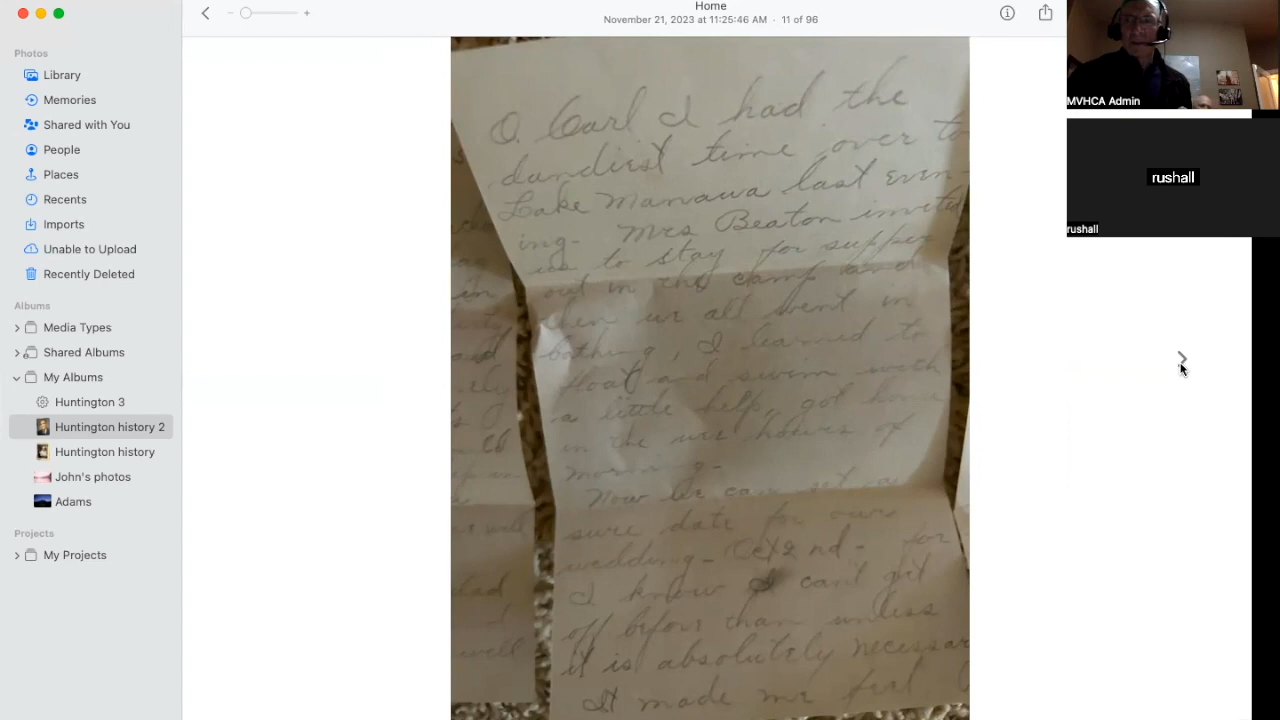 Home
November 21, 2023 at 11:25:46 AM · 11 of 96
Photos
Library
Memories
Shared with You
People
Places
Recents
Imports
Unable to Upload
Recently Deleted
Albums
Media Types
Shared Albums
My Albums
Huntington 3
Huntington history 2
Huntington history
John's photos
Adams
Projects
My Projects
O. Carl I had the
dandiest time over to
Lake Manawa last even-
ing- Mrs Beaton invited
us to stay for supper
out in the camp and
then we all went in
bathing, I learned to
float and swim with
a little help, got home
in the wee hours of
morning-
Now we can set a
sure date for our
wedding- Oct 2nd- for
I know I can't get
off before than unless
it is absolutely necessar
It made me feel
and
well
MVHCA Admin
rushall
rushall